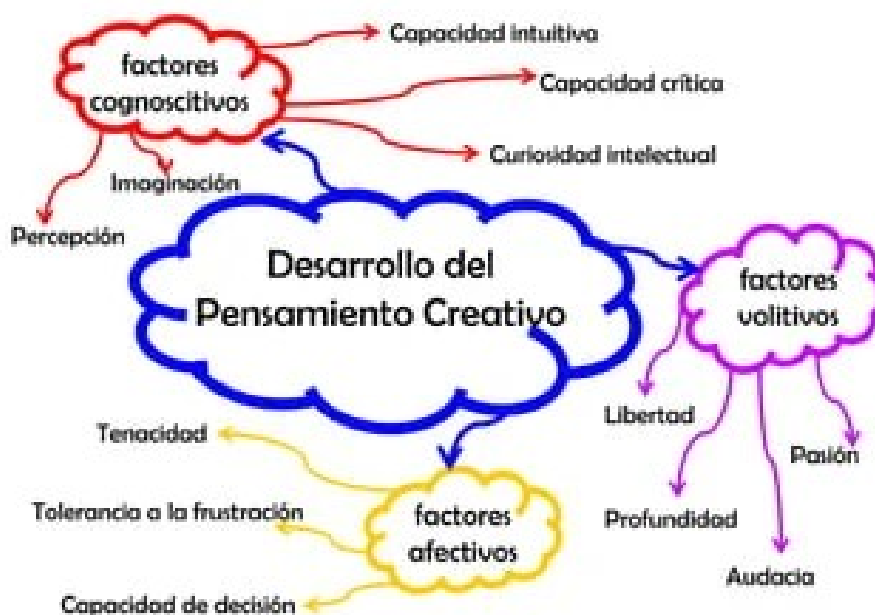 factores
cognoscitivos
Capacidad intuitiva
Capacidad crítica
Curiosidad intelectual
Imaginación
Percepción
Desarrollo del
Pensamiento Creativo
factores
volitivos
Libertad
Pasión
Profundidad
Audacia
factores
afectivos
Tenacidad
Tolerancia a la frustración
Capacidad de decisión